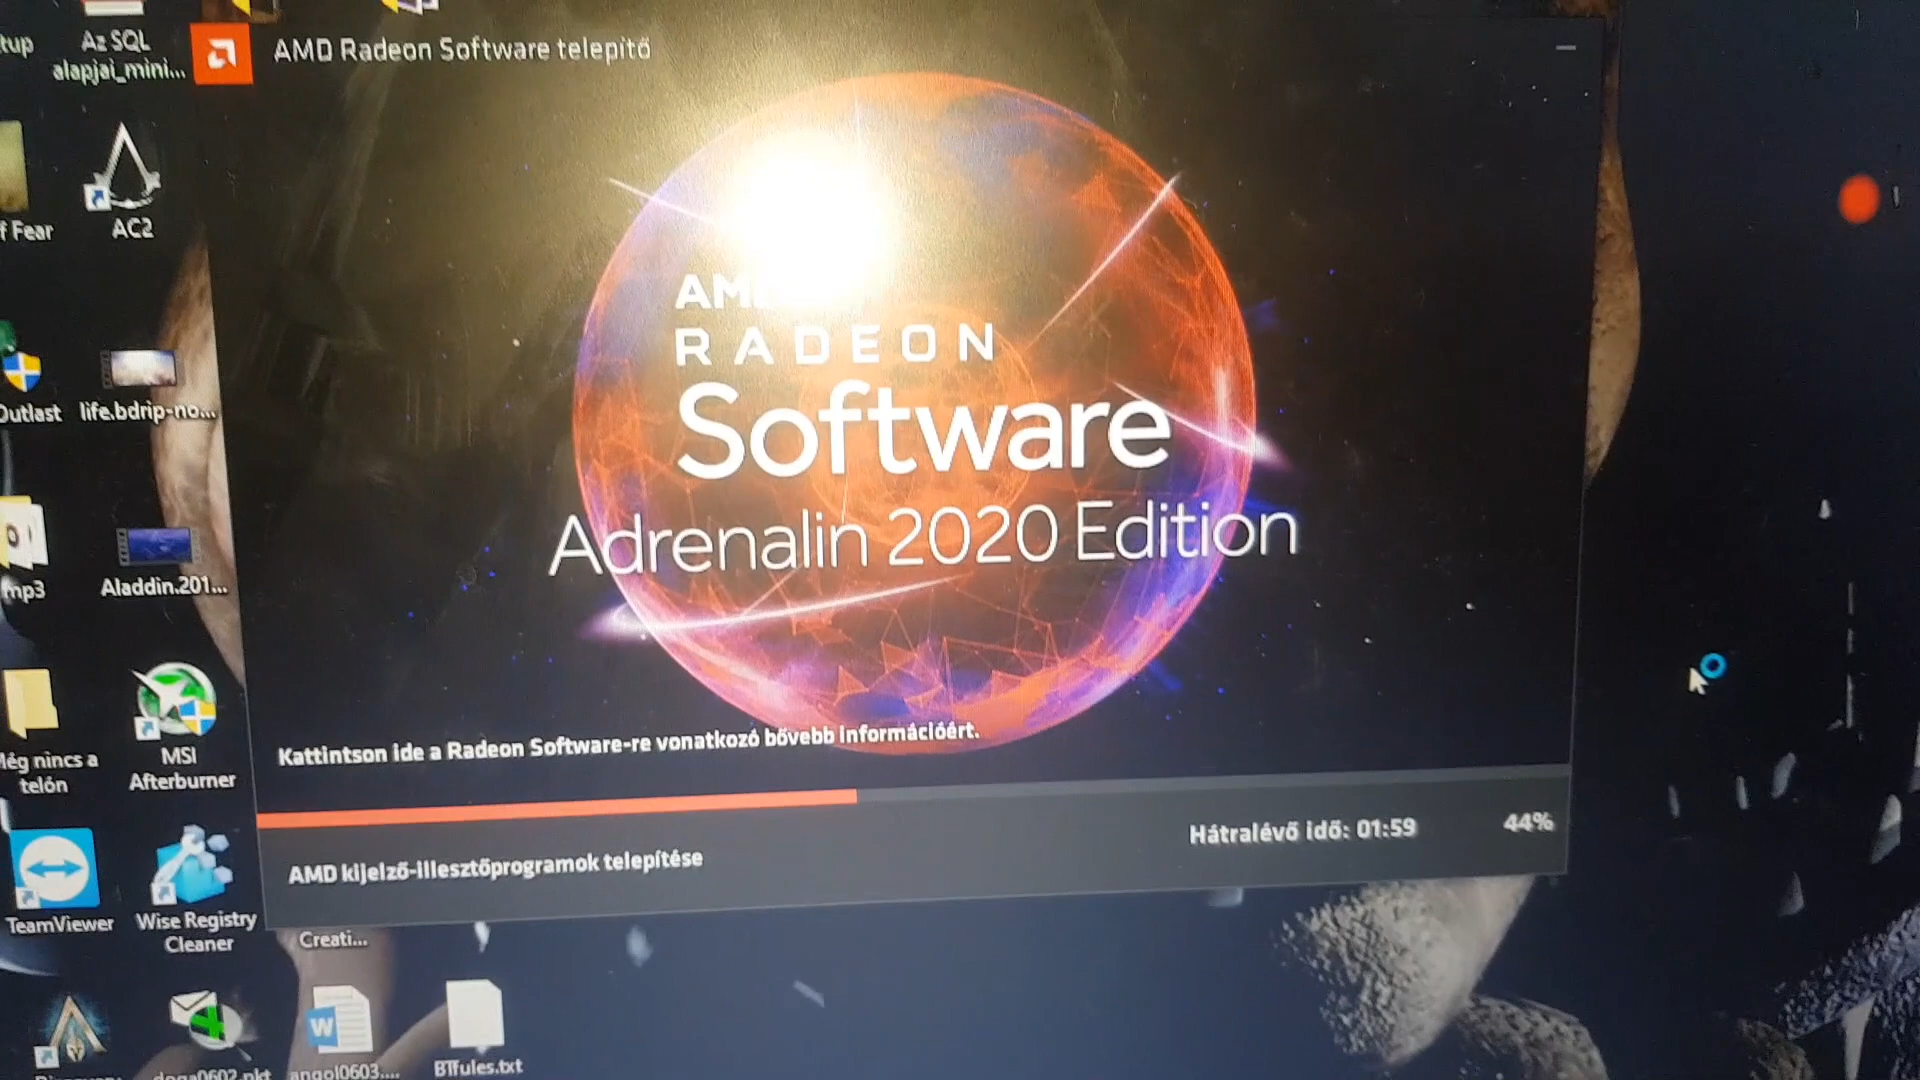 Az SQL
alapjai_mini...
AMD Radeon Software telepítő
AC2
f Fear
AM
RADEON
Software
Adrenalin 2020 Edition
Outlast
life.bdrip-no...
mp3
Aladdin.201...
Még nincs a
telón
MSI
Afterburner
Kattintson ide a Radeon Software-re vonatkozó bővebb információért.
Hátralévő idő: 01:59
44%
AMD kijelző-illesztőprogramok telepítése
TeamViewer
Wise Registry
Cleaner
Creati...
W
doga0602.pkt
angol0603....
BTfules.txt